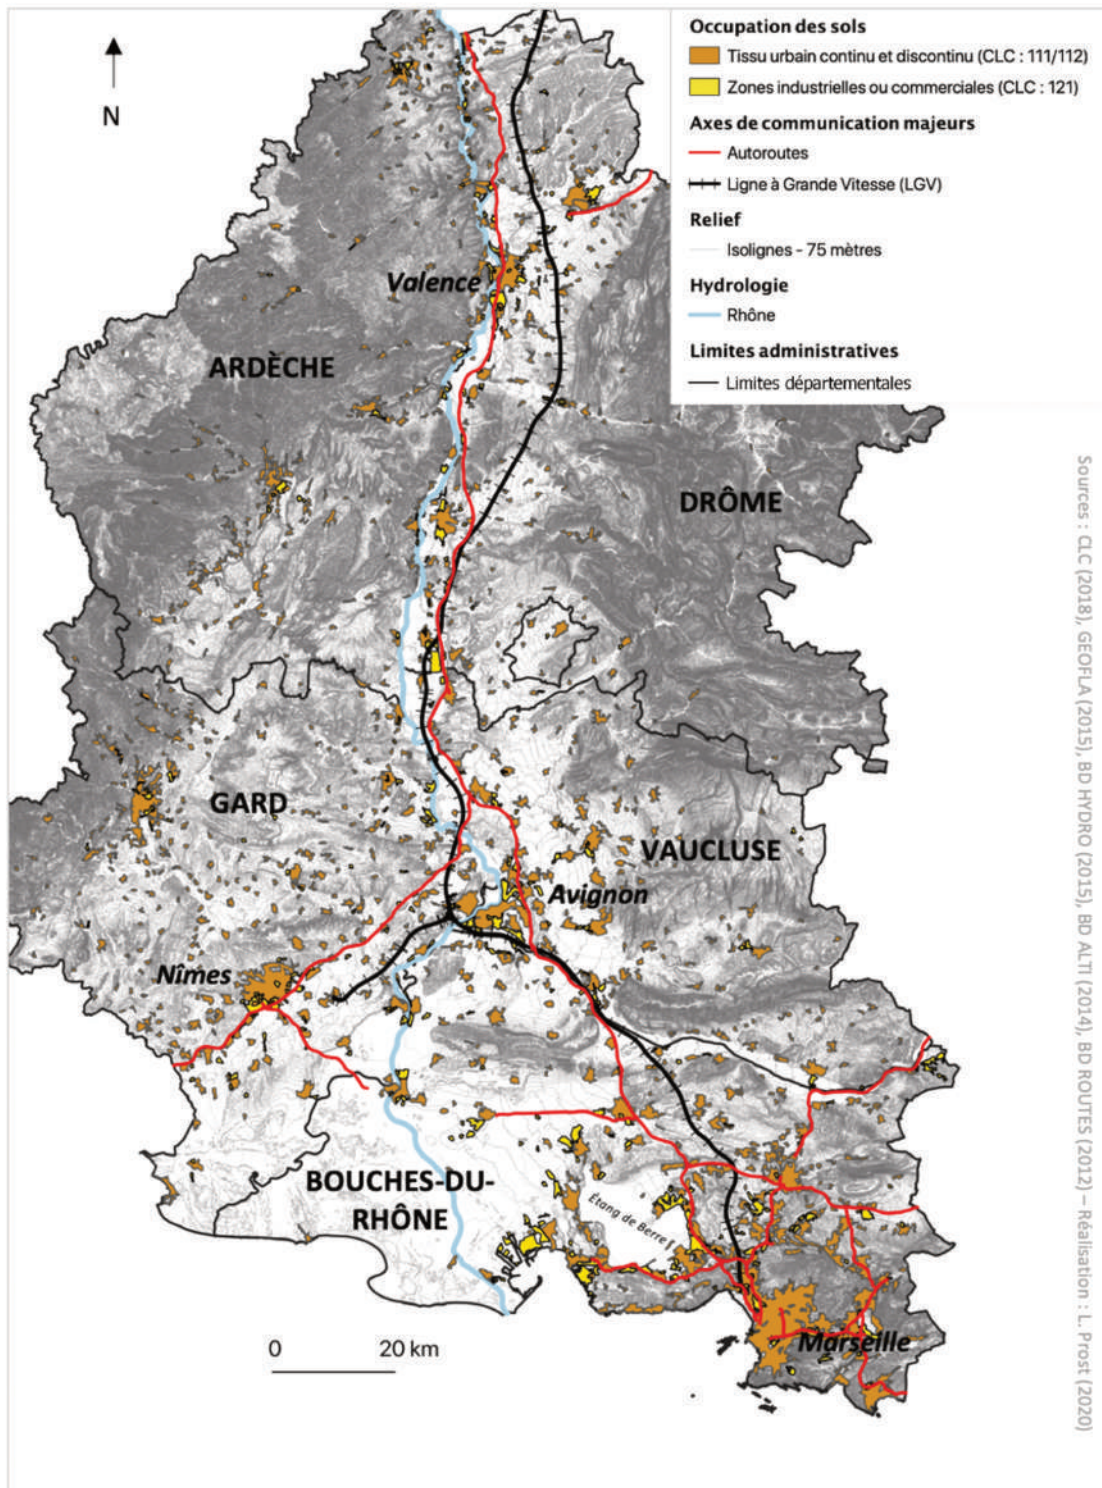 Occupation des sols
Tissu urbain continu et discontinu (CLC : 111/112)
Zones industrielles ou commerciales (CLC : 121)
Axes de communication majeurs
Autoroutes
Ligne à Grande Vitesse (LGV)
Relief
Isolignes - 75 mètres
Hydrologie
Rhône
Limites administratives
Limites départementales
N
Valence
ARDÈCHE
DRÔME
GARD
VAUCLUSE
Avignon
Nîmes
BOUCHES-DU-
RHÔNE
Étang de Berre
Marseille
0 20 km
Sources : CLC (2018), GEOFLA (2015), BD HYDRO (2015), BD ALTI (2014), BD ROUTES (2012) – Réalisation : L. Prost (2020)